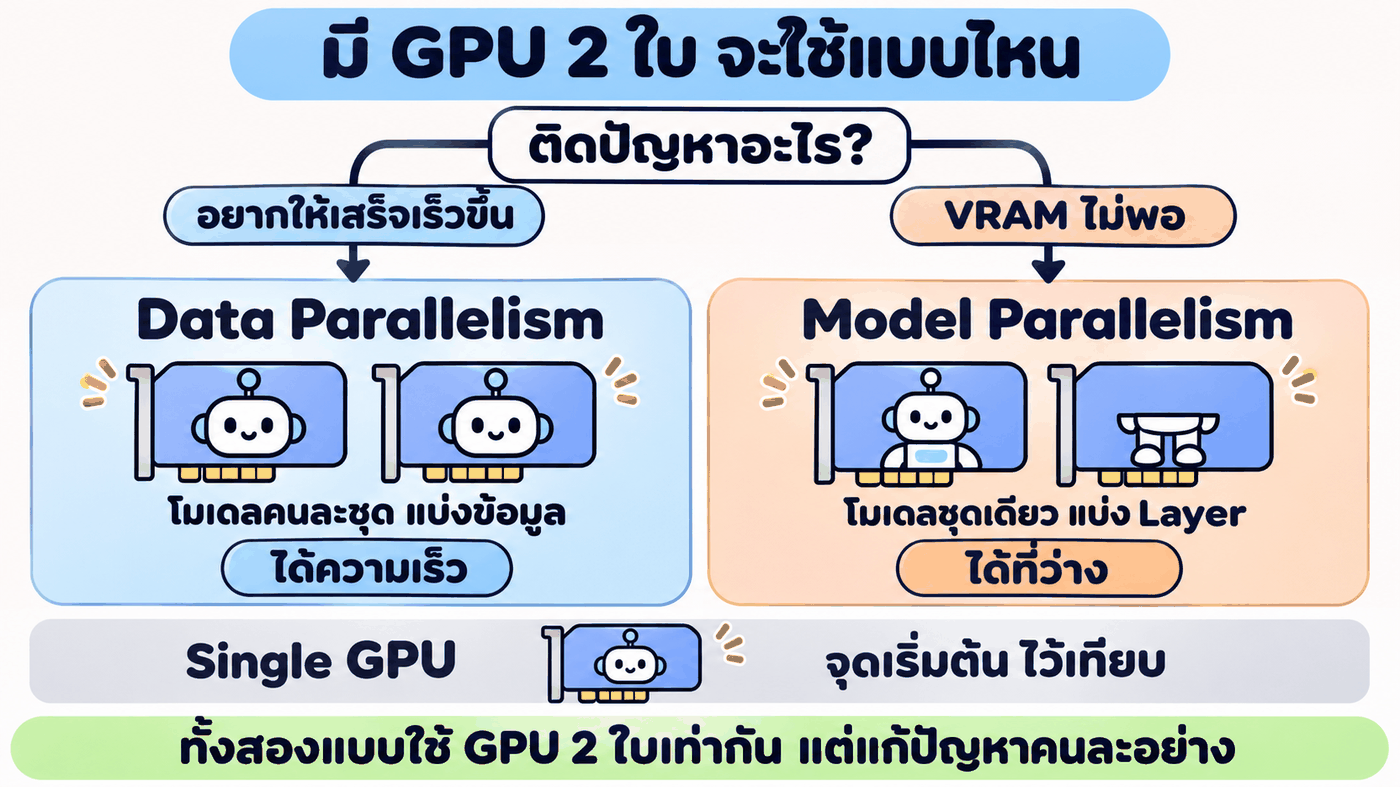 มี GPU 2 ใบ จะใช้แบบไหน
ติดปัญหาอะไร?
อยากให้เสร็จเร็วขึ้น
VRAM ไม่พอ
Data Parallelism
โมเดลคนละชุด แบ่งข้อมูล
ได้ความเร็ว
Model Parallelism
โมเดลชุดเดียว แบ่ง Layer
ได้ที่ว่าง
Single GPU
จุดเริ่มต้น ไว้เทียบ
ทั้งสองแบบใช้ GPU 2 ใบเท่ากัน แต่แก้ปัญหาคนละอย่าง